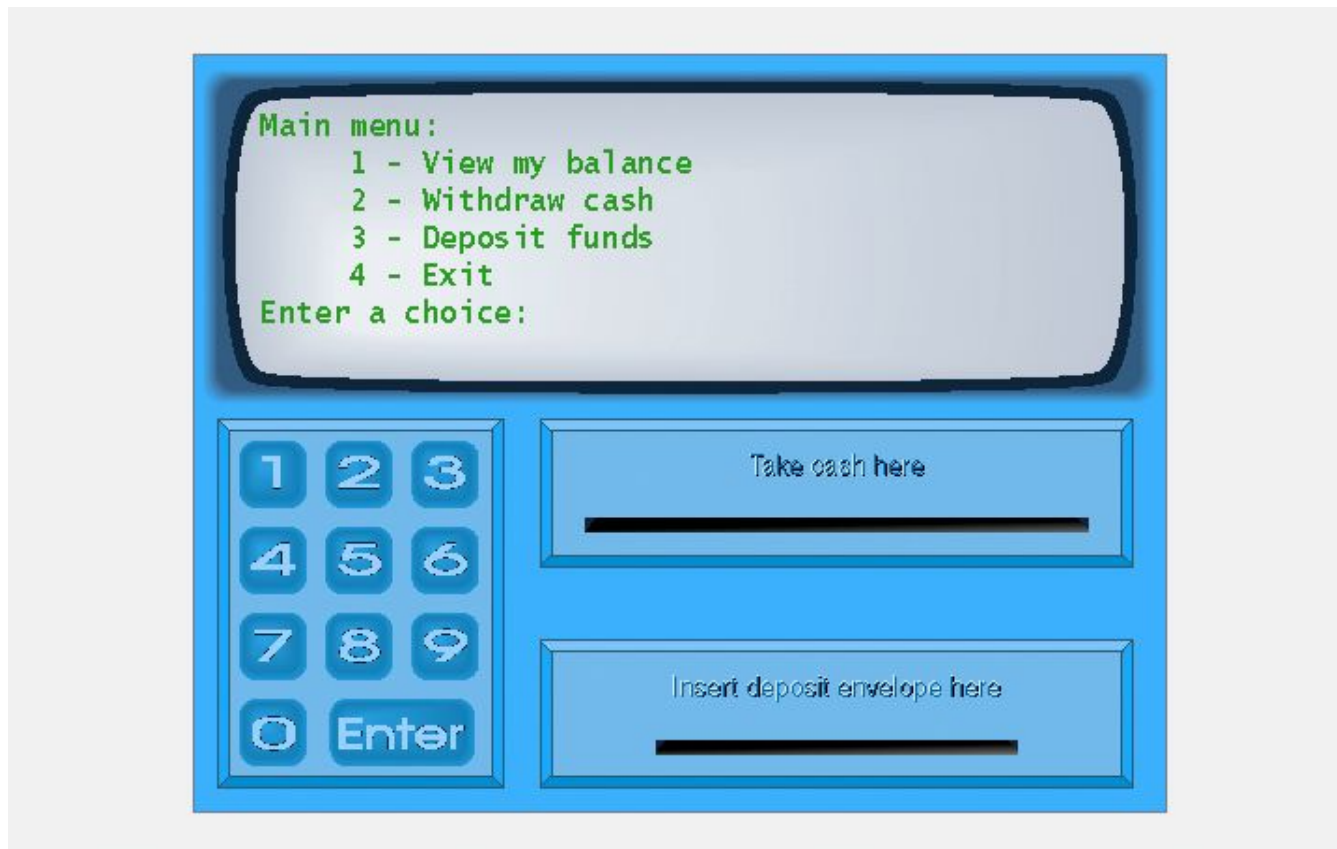 Main menu:
1 - View my balance
2 - Withdraw cash
3 - Deposit funds
4 - Exit
Enter a choice:
1 2 3
4 5 6
7 8 9
0 Enter
Take cash here
Insert deposit envelope here